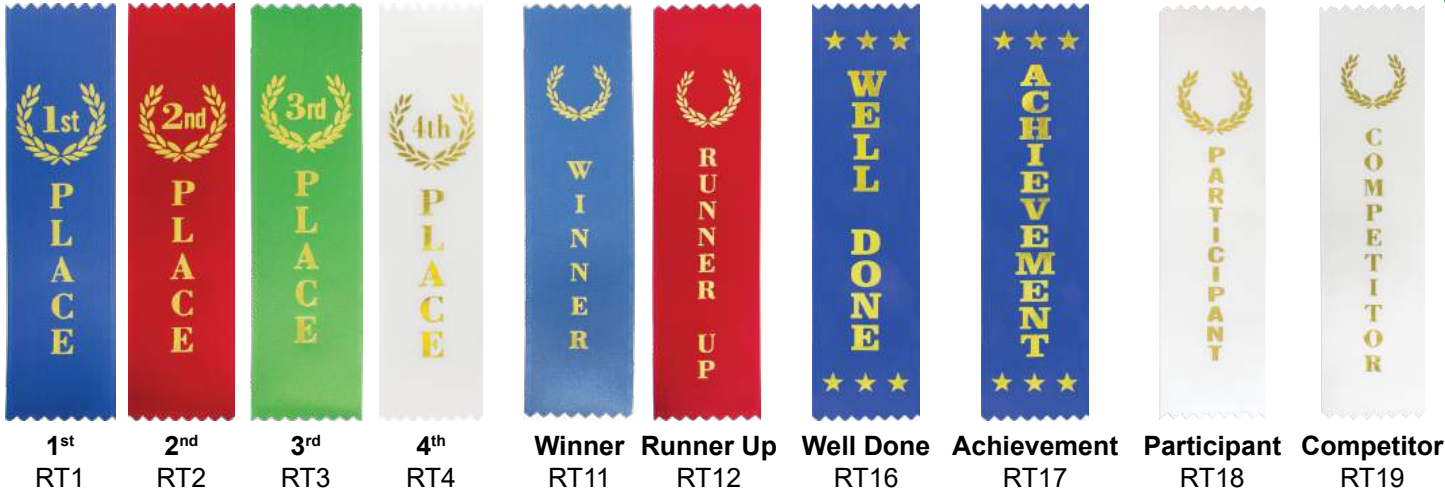 1st
PLACE
2nd
PLACE
3rd
PLACE
4th
PLACE
WINNER
RUNNER UP
WELL DONE
ACHIEVEMENT
PARTICIPANT
COMPETITOR
1st 2nd 3rd 4th Winner Runner Up Well Done Achievement Participant Competitor
RT1 RT2 RT3 RT4 RT11 RT12 RT16 RT17 RT18 RT19